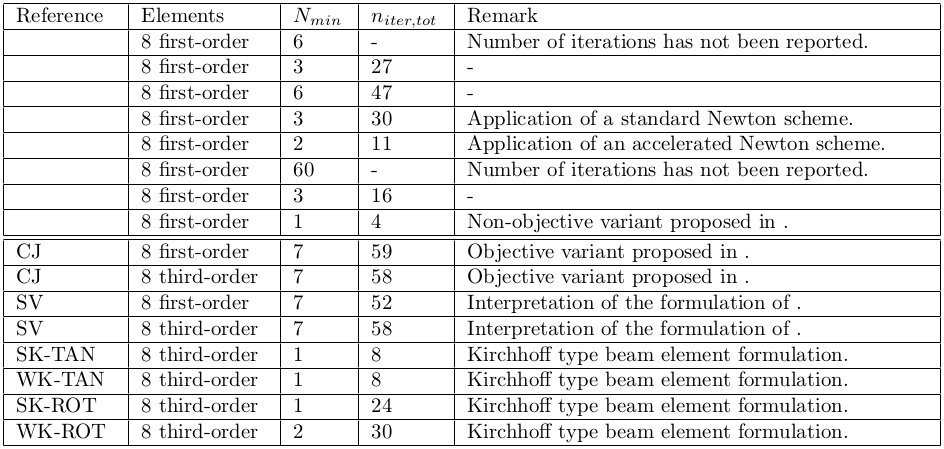 Reference Elements N_min n_iter,tot Remark
8 first-order 6 - Number of iterations has not been reported.
8 first-order 3 27 -
8 first-order 6 47 -
8 first-order 3 30 Application of a standard Newton scheme.
8 first-order 2 11 Application of an accelerated Newton scheme.
8 first-order 60 - Number of iterations has not been reported.
8 first-order 3 16 -
8 first-order 1 4 Non-objective variant proposed in .
CJ 8 first-order 7 59 Objective variant proposed in .
CJ 8 third-order 7 58 Objective variant proposed in .
SV 8 first-order 7 52 Interpretation of the formulation of .
SV 8 third-order 7 58 Interpretation of the formulation of .
SK-TAN 8 third-order 1 8 Kirchhoff type beam element formulation.
WK-TAN 8 third-order 1 8 Kirchhoff type beam element formulation.
SK-ROT 8 third-order 1 24 Kirchhoff type beam element formulation.
WK-ROT 8 third-order 2 30 Kirchhoff type beam element formulation.